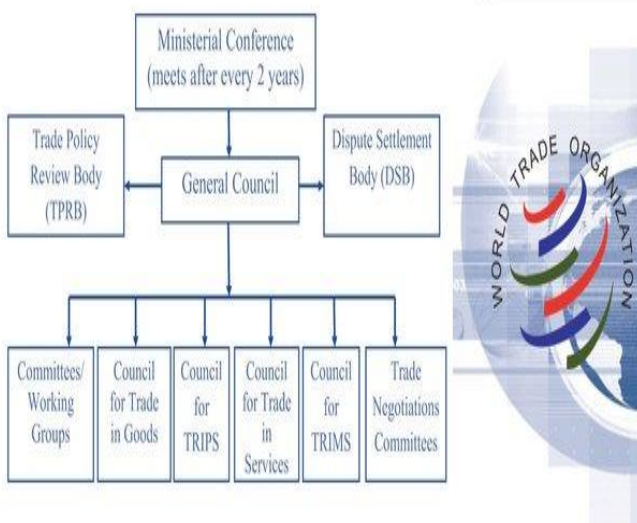 Ministerial Conference
(meets after every 2 years)
Trade Policy
Review Body
(TPRB)
General Council
Dispute Settlement
Body (DSB)
Committees/
Working
Groups
Council
for Trade
in Goods
Council
for
TRIPS
Council
for Trade
in
Services
Council
for
TRIMS
Trade
Negotiations
Committees
WORLD TRADE ORGANIZATION